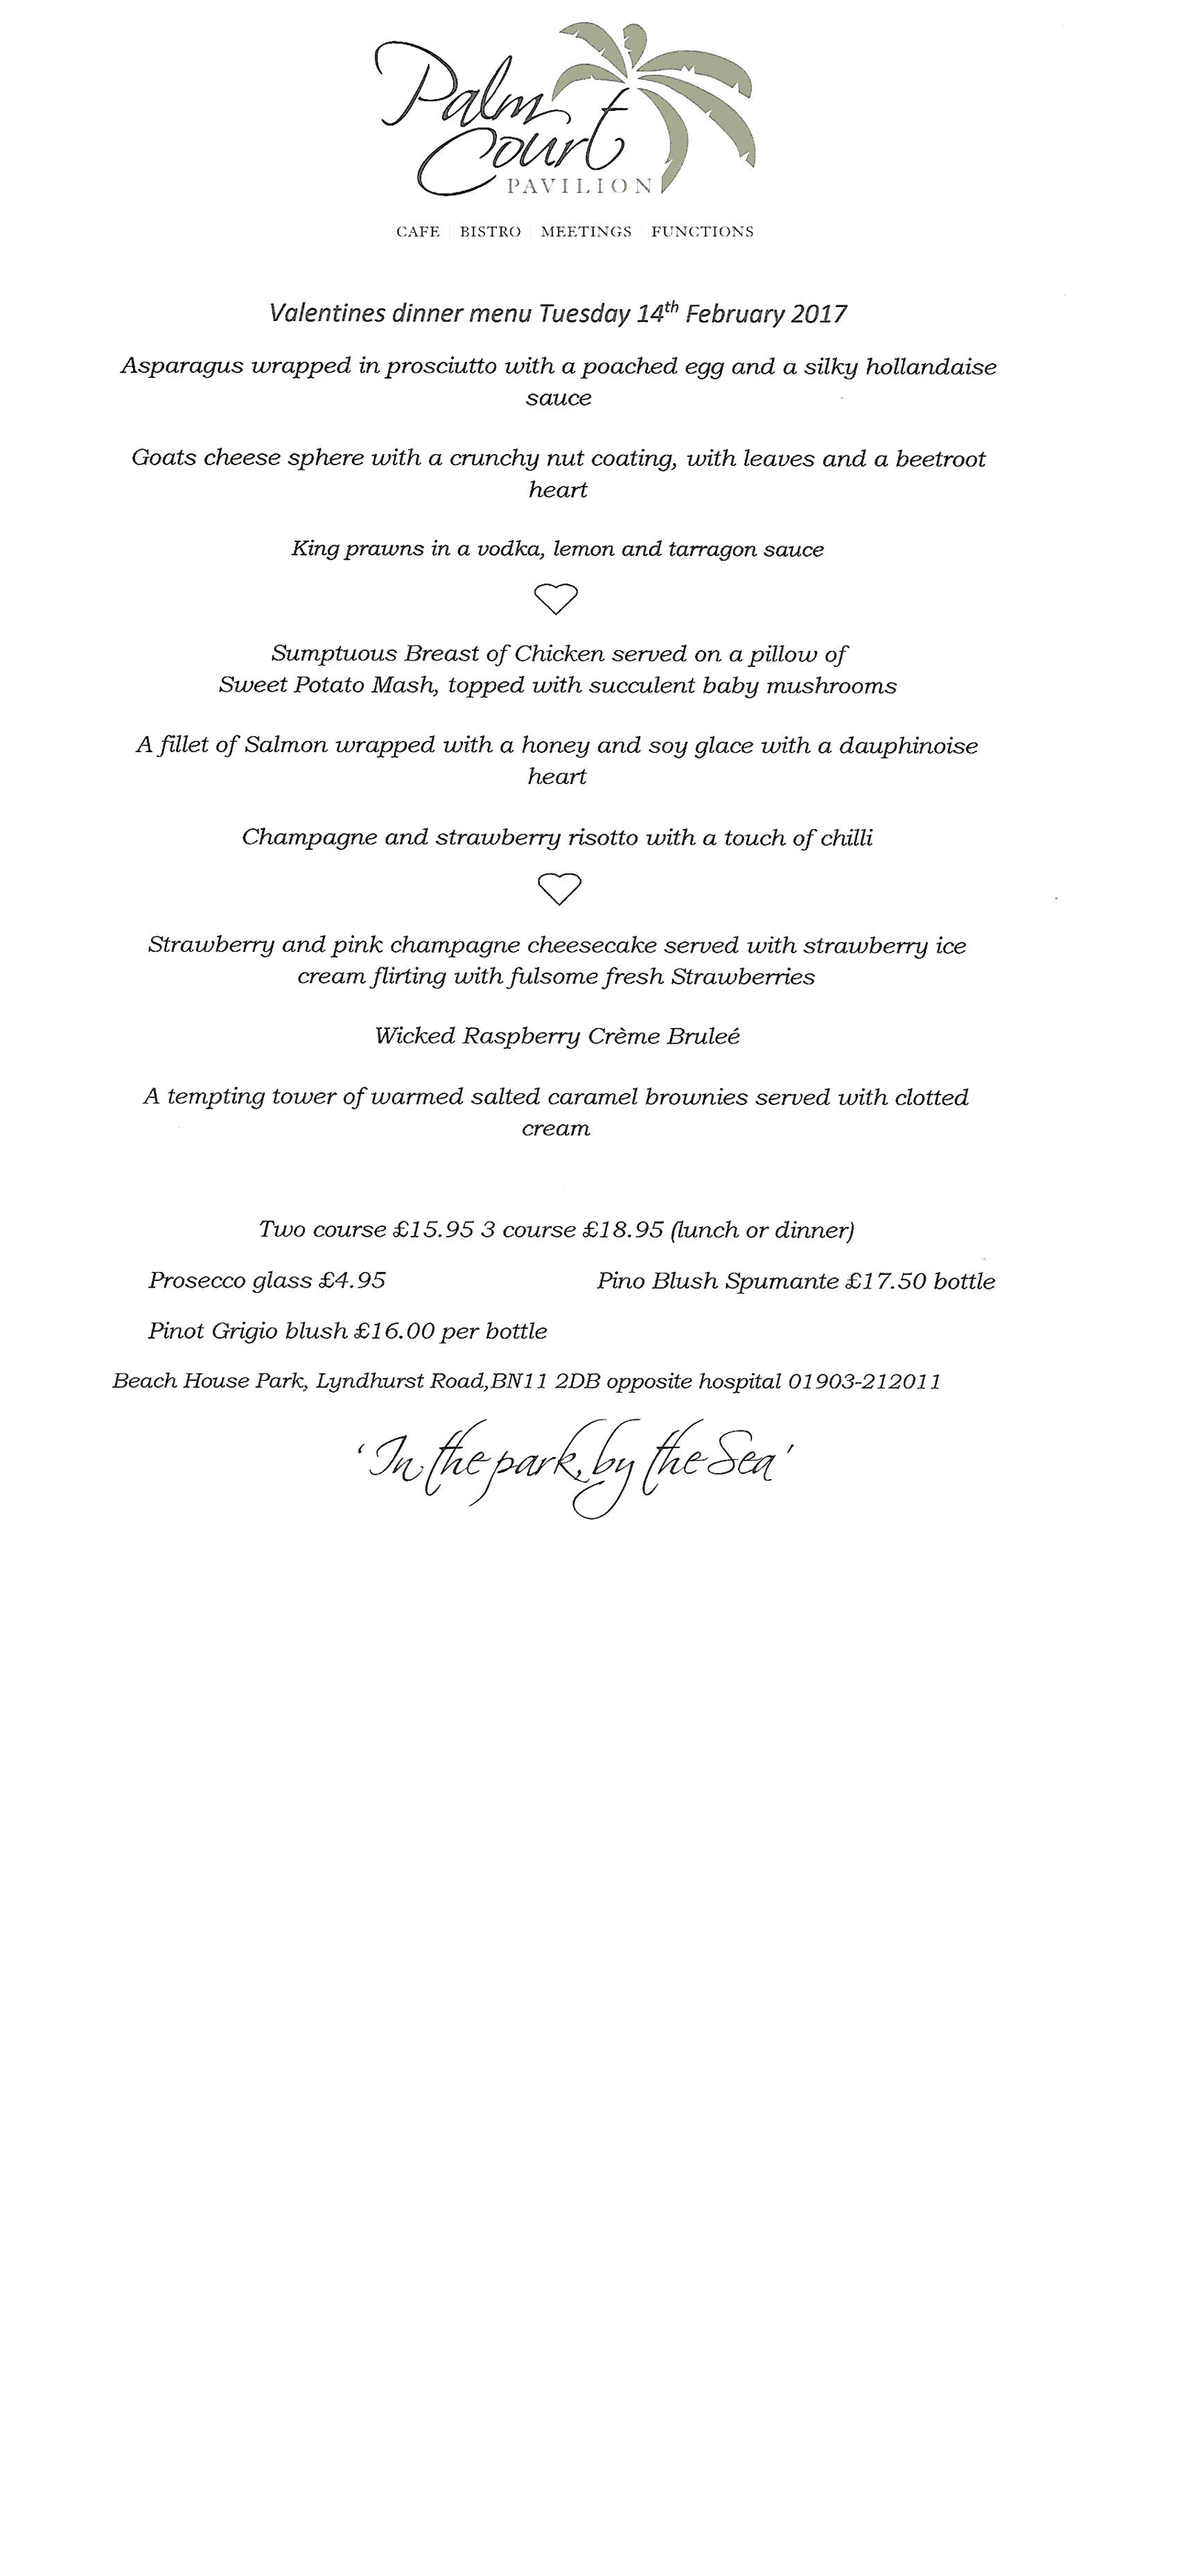 Palm
Court
PAVILION
CAFE BISTRO MEETINGS FUNCTIONS
Valentines dinner menu Tuesday 14th February 2017
Asparagus wrapped in prosciutto with a poached egg and a silky hollandaise
sauce
Goats cheese sphere with a crunchy nut coating, with leaves and a beetroot
heart
King prawns in a vodka, lemon and tarragon sauce
Sumptuous Breast of Chicken served on a pillow of
Sweet Potato Mash, topped with succulent baby mushrooms
A fillet of Salmon wrapped with a honey and soy glace with a dauphinoise
heart
Champagne and strawberry risotto with a touch of chilli
Strawberry and pink champagne cheesecake served with strawberry ice
cream flirting with fulsome fresh Strawberries
Wicked Raspberry Crème Bruleé
A tempting tower of warmed salted caramel brownies served with clotted
cream
Two course £15.95 3 course £18.95 (lunch or dinner)
Prosecco glass £4.95 Pino Blush Spumante £17.50 bottle
Pinot Grigio blush £16.00 per bottle
Beach House Park, Lyndhurst Road,BN11 2DB opposite hospital 01903-212011
'In the park, by the Sea'